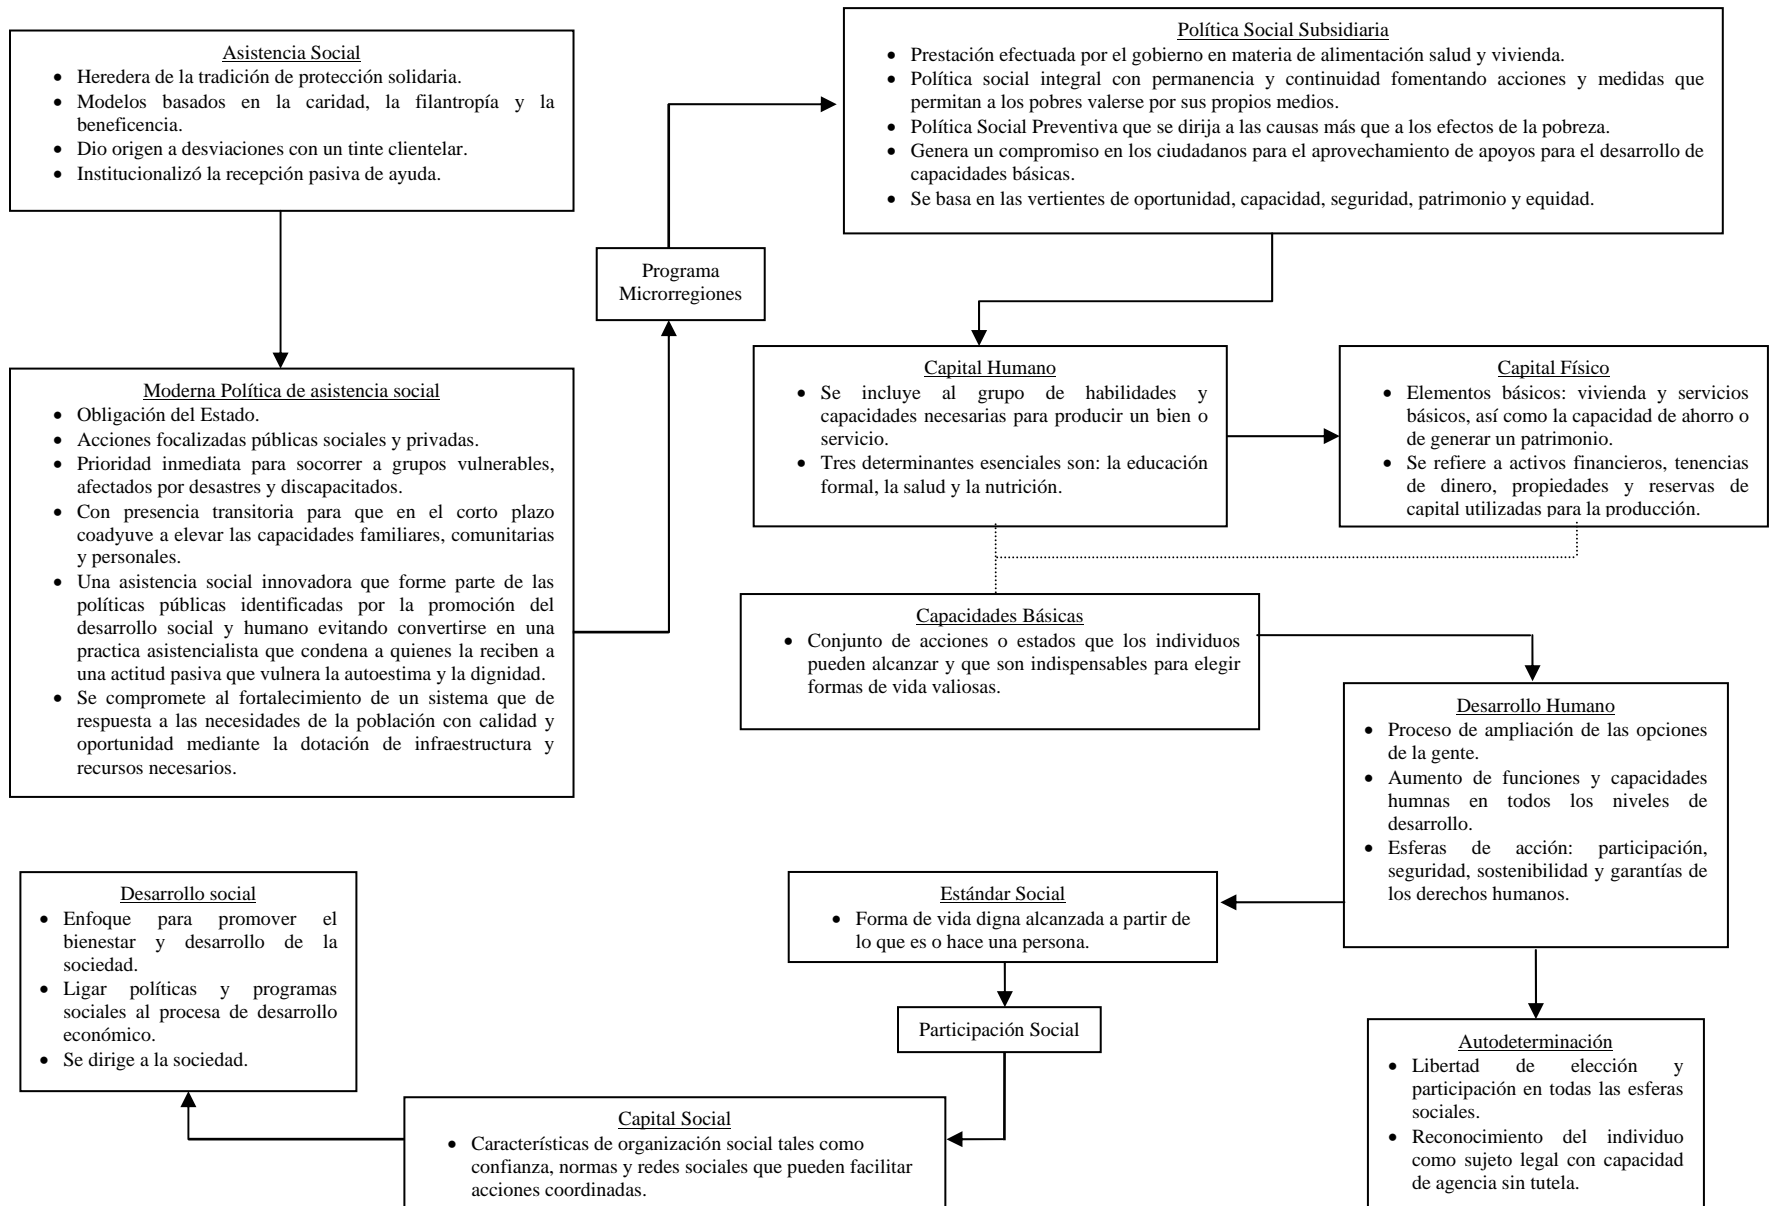 Asistencia Social
• Heredera de la tradición de protección solidaria.
• Modelos basados en la caridad, la filantropía y la
beneficencia.
• Dio origen a desviaciones con un tinte clientelar.
• Institucionalizó la recepción pasiva de ayuda.
Política Social Subsidiaria
• Prestación efectuada por el gobierno en materia de alimentación salud y vivienda.
• Política social integral con permanencia y continuidad fomentando acciones y medidas que
permitan a los pobres valerse por sus propios medios.
• Política Social Preventiva que se dirija a las causas más que a los efectos de la pobreza.
• Genera un compromiso en los ciudadanos para el aprovechamiento de apoyos para el desarrollo de
capacidades básicas.
• Se basa en las vertientes de oportunidad, capacidad, seguridad, patrimonio y equidad.
Programa
Microrregiones
Moderna Política de asistencia social
• Obligación del Estado.
• Acciones focalizadas públicas sociales y privadas.
• Prioridad inmediata para socorrer a grupos vulnerables,
afectados por desastres y discapacitados.
• Con presencia transitoria para que en el corto plazo
coadyuve a elevar las capacidades familiares, comunitarias
y personales.
• Una asistencia social innovadora que forme parte de las
políticas públicas identificadas por la promoción del
desarrollo social y humano evitando convertirse en una
practica asistencialista que condena a quienes la reciben a
una actitud pasiva que vulnera la autoestima y la dignidad.
• Se compromete al fortalecimiento de un sistema que de
respuesta a las necesidades de la población con calidad y
oportunidad mediante la dotación de infraestructura y
recursos necesarios.
Capital Humano
• Se incluye al grupo de habilidades y
capacidades necesarias para producir un bien o
servicio.
• Tres determinantes esenciales son: la educación
formal, la salud y la nutrición.
Capital Físico
• Elementos básicos: vivienda y servicios
básicos, así como la capacidad de ahorro o
de generar un patrimonio.
• Se refiere a activos financieros, tenencias
de dinero, propiedades y reservas de
capital utilizadas para la producción.
Capacidades Básicas
• Conjunto de acciones o estados que los individuos
pueden alcanzar y que son indispensables para elegir
formas de vida valiosas.
Desarrollo Humano
• Proceso de ampliación de las opciones
de la gente.
• Aumento de funciones y capacidades
humnas en todos los niveles de
desarrollo.
• Esferas de acción: participación,
seguridad, sostenibilidad y garantías de
los derechos humanos.
Estándar Social
• Forma de vida digna alcanzada a partir de
lo que es o hace una persona.
Desarrollo social
• Enfoque para promover el
bienestar y desarrollo de la
sociedad.
• Ligar políticas y programas
sociales al procesa de desarrollo
económico.
• Se dirige a la sociedad.
Participación Social
Autodeterminación
• Libertad de elección y
participación en todas las esferas
sociales.
• Reconocimiento del individuo
como sujeto legal con capacidad
de agencia sin tutela.
Capital Social
• Características de organización social tales como
confianza, normas y redes sociales que pueden facilitar
acciones coordinadas.